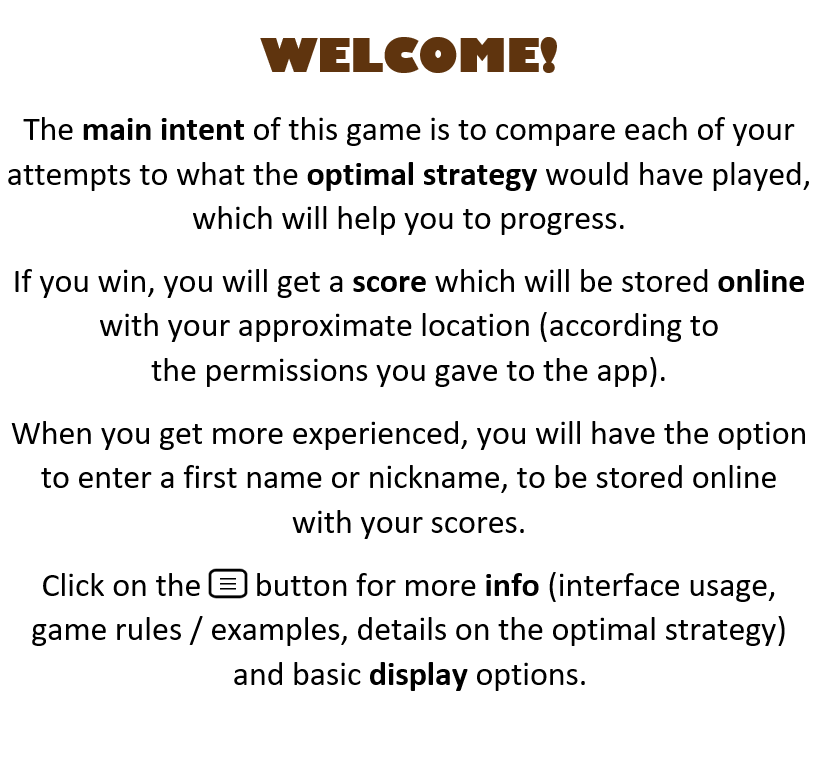 WELCOME!
The main intent of this game is to compare each of your
attempts to what the optimal strategy would have played,
which will help you to progress.
If you win, you will get a score which will be stored online
with your approximate location (according to
the permissions you gave to the app).
When you get more experienced, you will have the option
to enter a first name or nickname, to be stored online
with your scores.
Click on the button for more info (interface usage,
game rules / examples, details on the optimal strategy)
and basic display options.